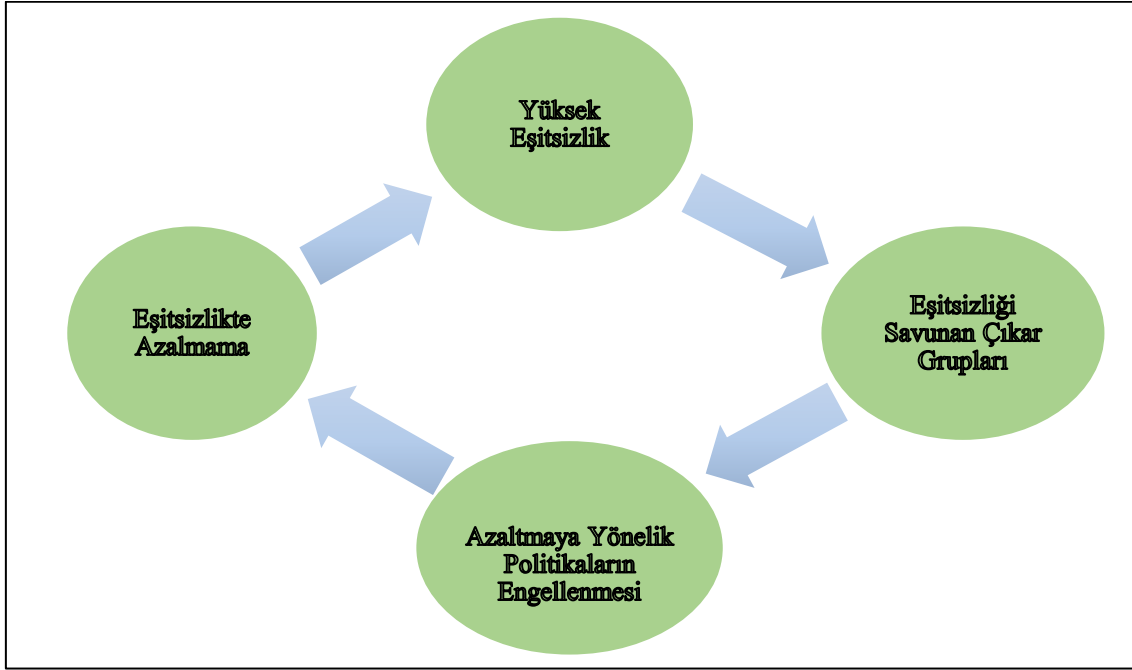 Yüksek
Eşitsizlik
Eşitsizliği
Savunan Çıkar
Grupları
Azaltmaya Yönelik
Politikaların
Engellenmesi
Eşitsizlikte
Azalmama